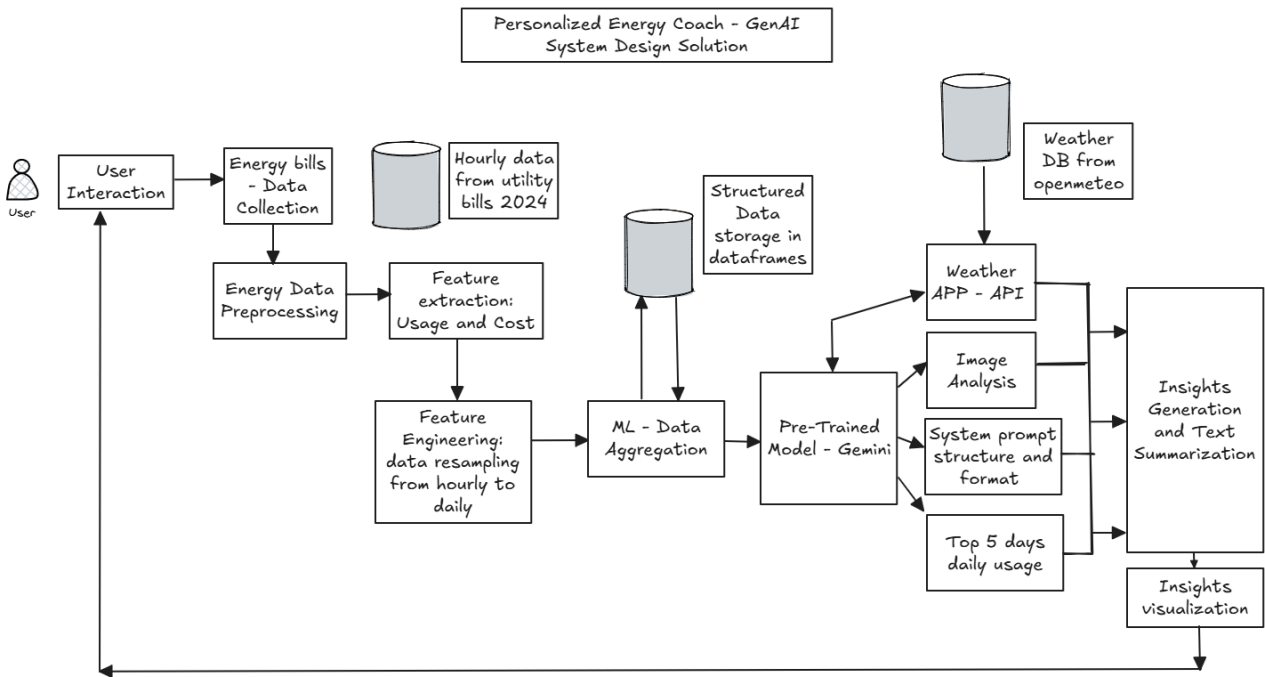 Personalized Energy Coach - GenAI
System Design Solution
User
User
Interaction
Energy bills
- Data
Collection
Hourly data
from utility
bills 2024
Energy Data
Preprocessing
Feature
extraction:
Usage and Cost
Feature
Engineering:
data resampling
from hourly to
daily
Structured
Data
storage in
dataframes
ML - Data
Aggregation
Pre-Trained
Model - Gemini
Weather
DB from
openmeteo
Weather
APP - API
Image
Analysis
System prompt
structure and
format
Top 5 days
daily usage
Insights
Generation
and Text
Summarization
Insights
visualization